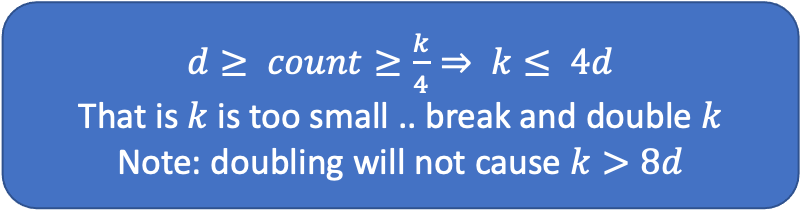 d ≥ count ≥ k/4 ⇒ k ≤ 4d
That is k is too small .. break and double k
Note: doubling will not cause k > 8d